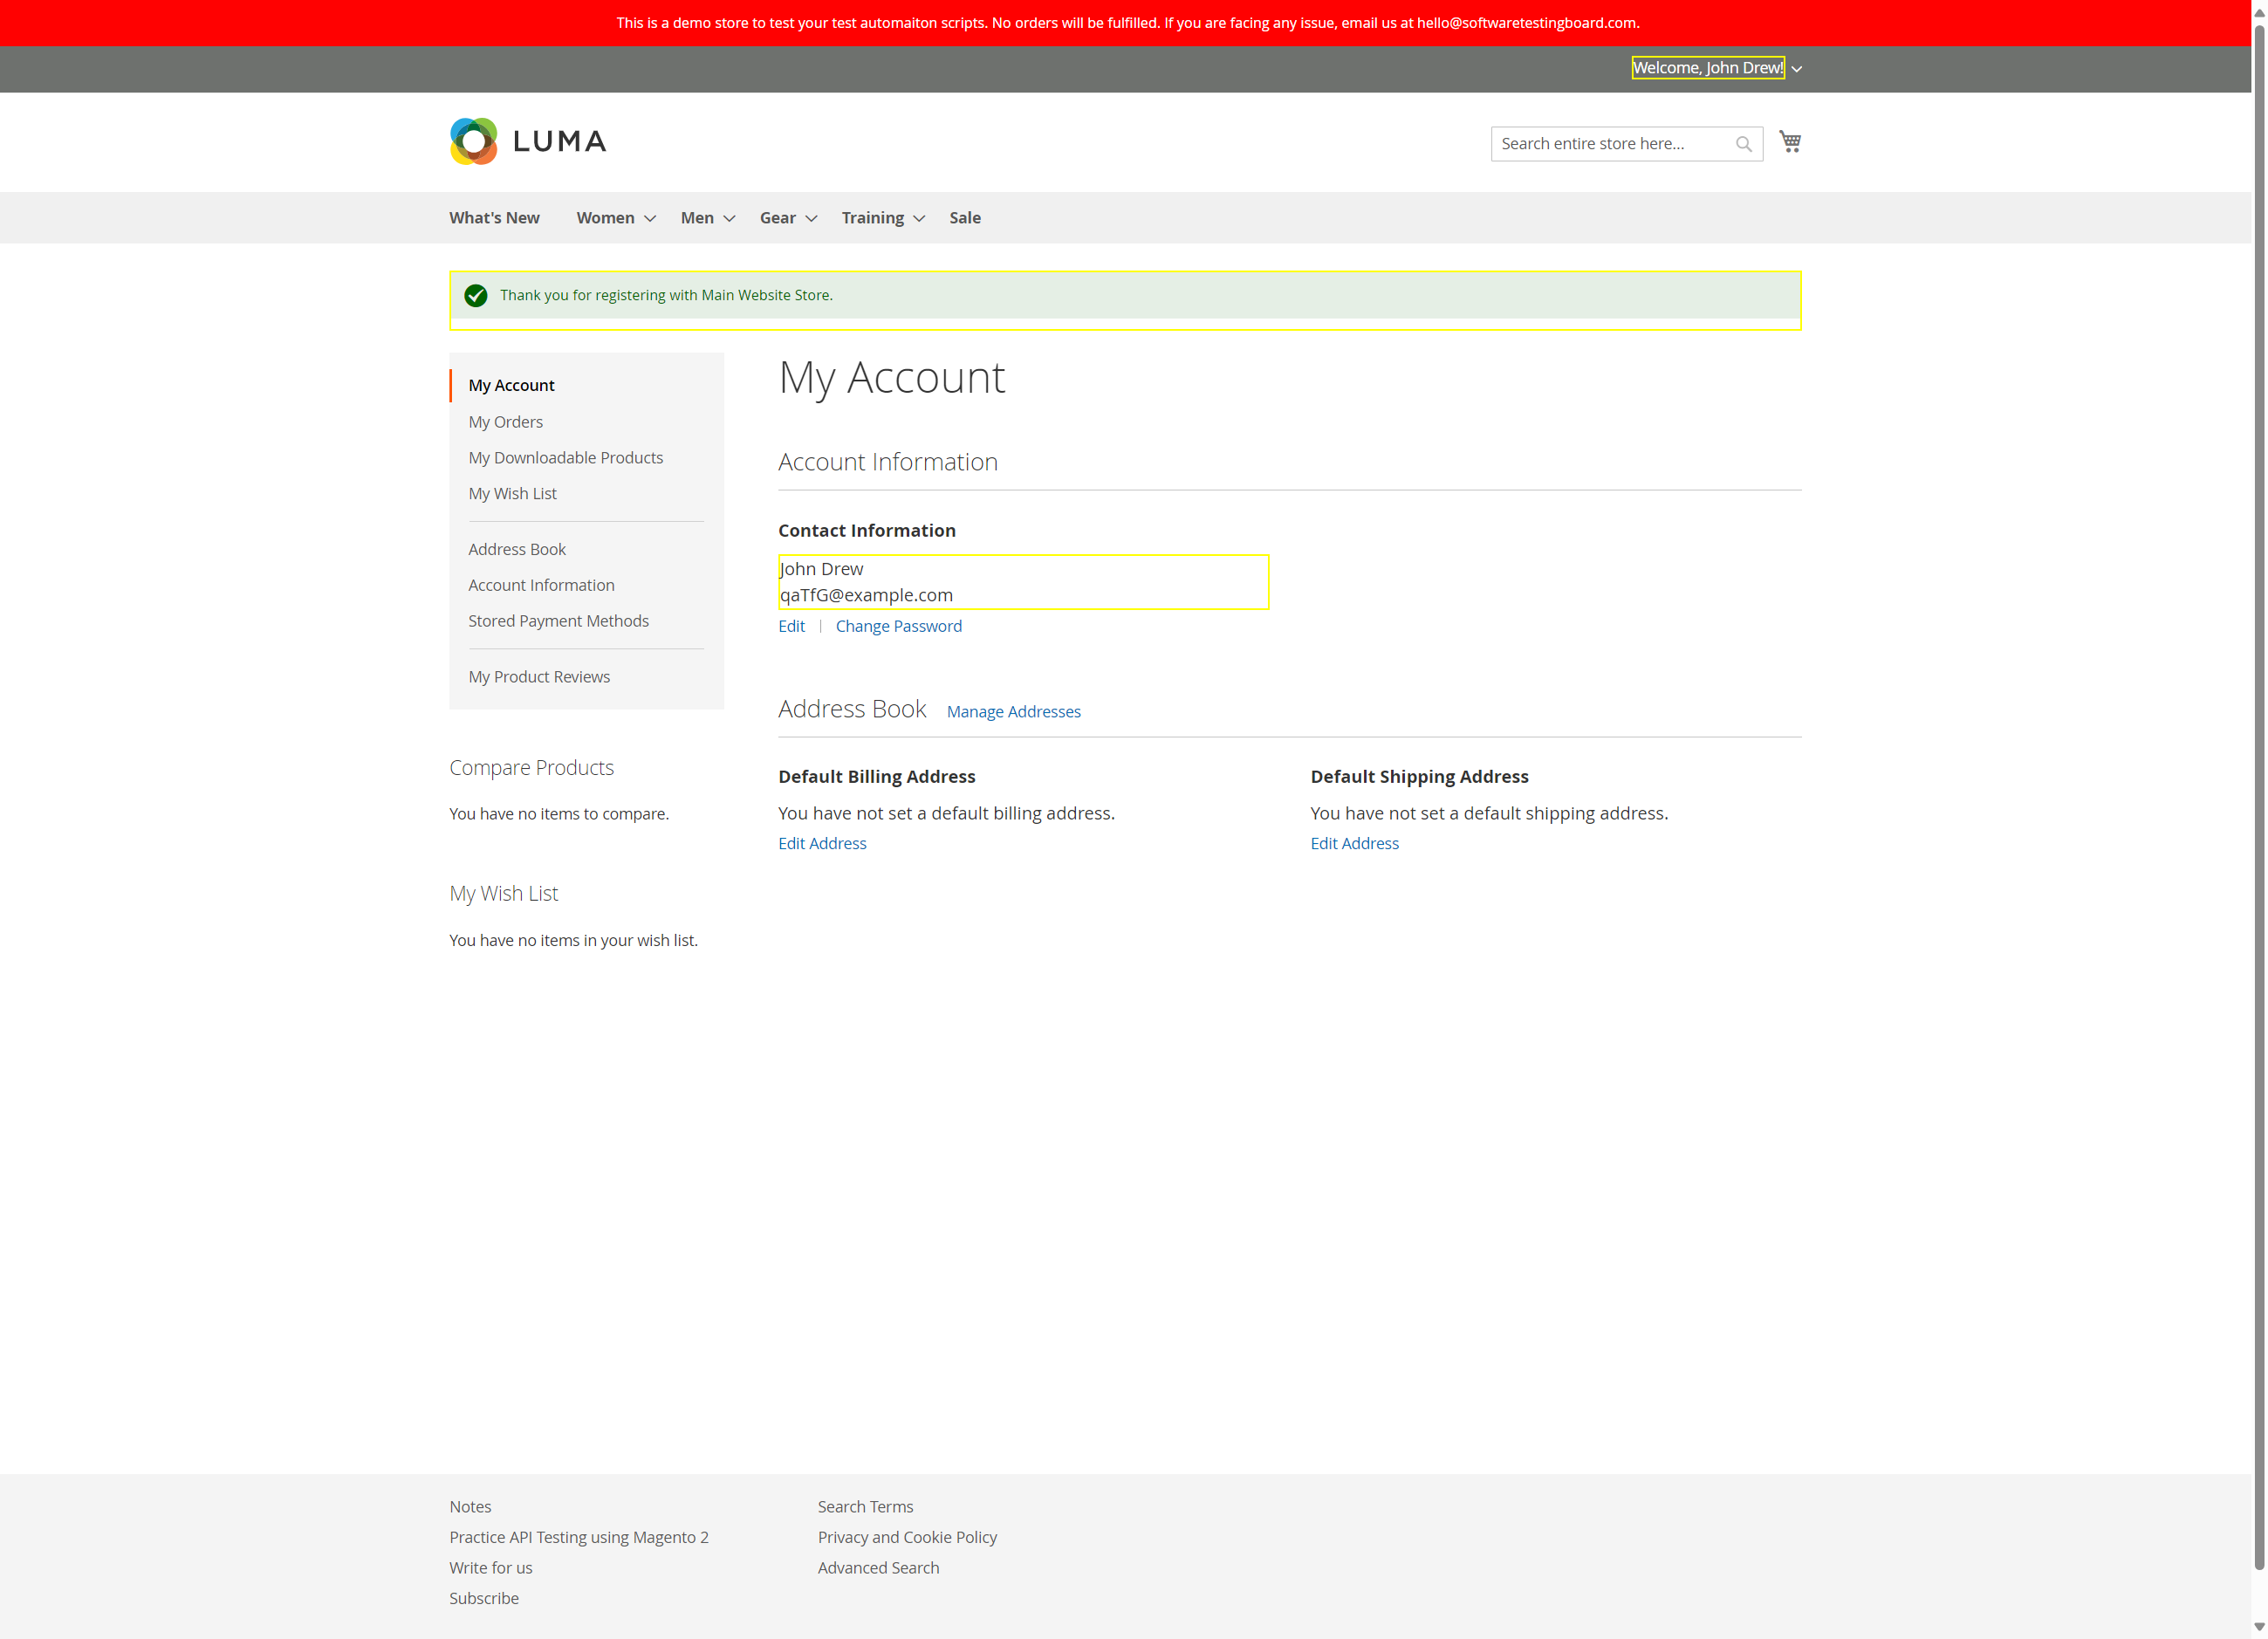 This is a demo store to test your test automaiton scripts. No orders will be fulfilled. If you are facing any issue, email us at hello@softwaretestingboard.com.
Welcome, John Drew!
LUMA
Search entire store here...
What's New Women Men Gear Training Sale
Thank you for registering with Main Website Store.
My Account
My Orders
My Downloadable Products
My Wish List
Address Book
Account Information
Stored Payment Methods
My Product Reviews
Compare Products
You have no items to compare.
My Wish List
You have no items in your wish list.
My Account
Account Information
Contact Information
John Drew
qaTfG@example.com
Edit | Change Password
Address Book Manage Addresses
Default Billing Address
You have not set a default billing address.
Edit Address
Default Shipping Address
You have not set a default shipping address.
Edit Address
Notes
Practice API Testing using Magento 2
Write for us
Subscribe
Search Terms
Privacy and Cookie Policy
Advanced Search